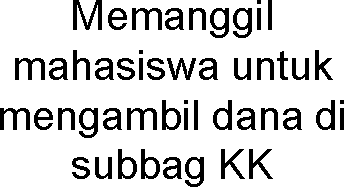 Memanggil
mahasiswa untuk
mengambil dana di
subbag KK